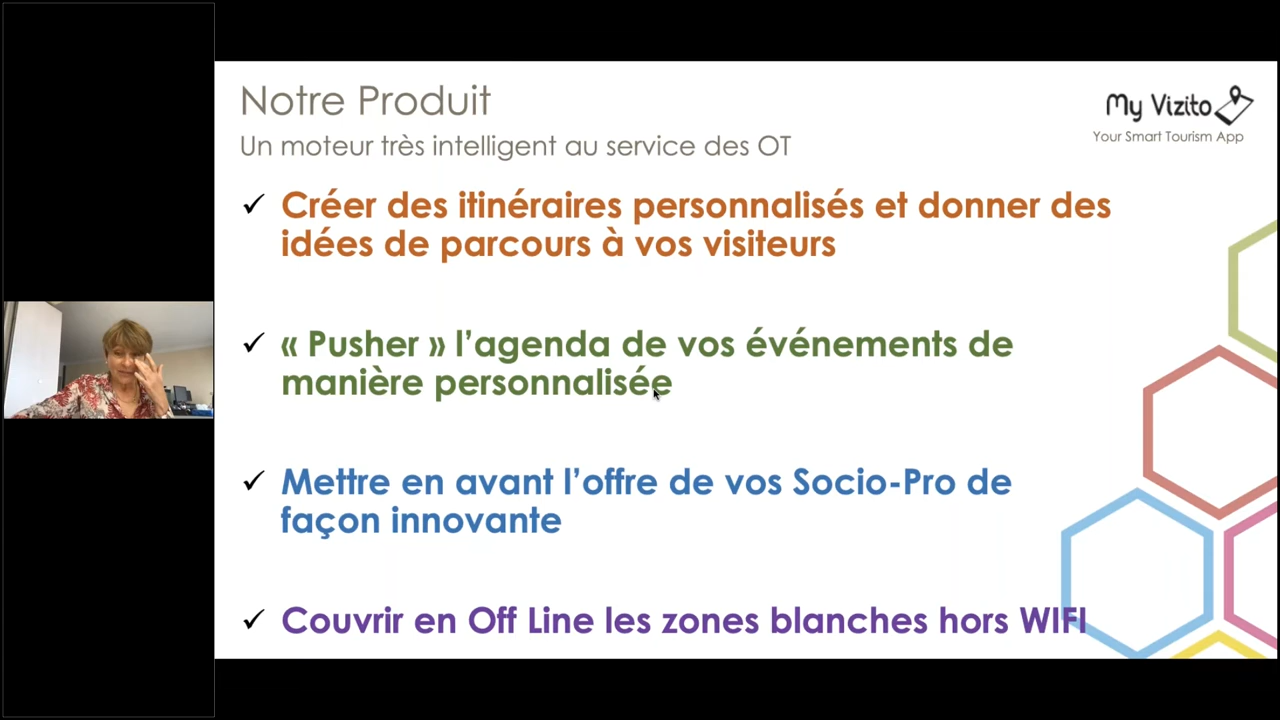 Notre Produit
Un moteur très intelligent au service des OT
My Vizito
Your Smart Tourism App
✓ Créer des itinéraires personnalisés et donner des
idées de parcours à vos visiteurs
✓ « Pusher » l’agenda de vos événements de
manière personnalisée
✓ Mettre en avant l’offre de vos Socio-Pro de
façon innovante
✓ Couvrir en Off Line les zones blanches hors WIFI